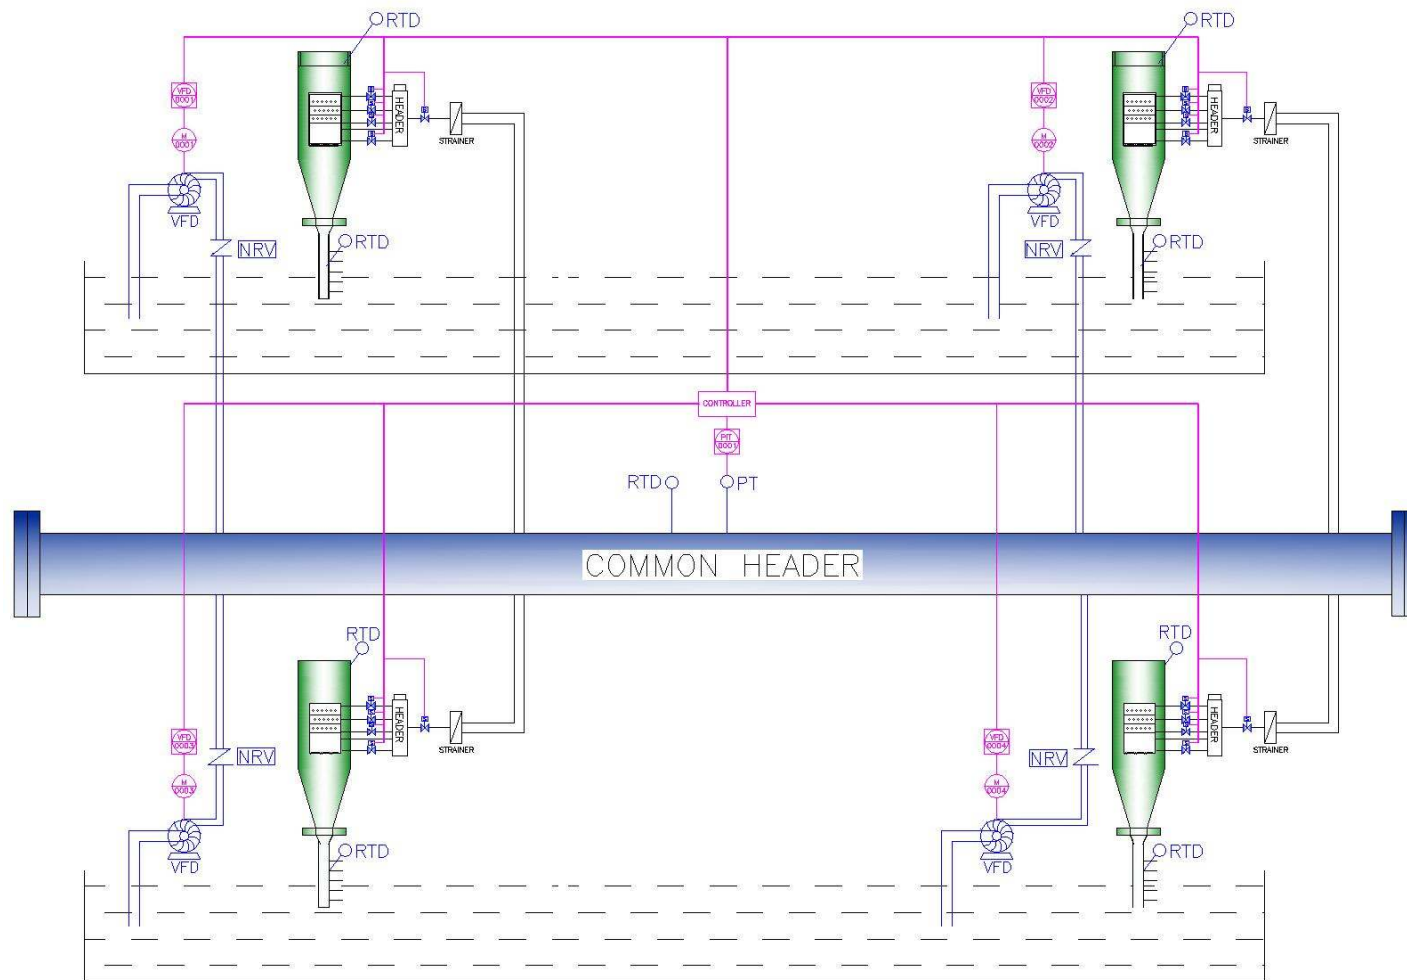 RTD
RTD
VFD
0001
HEADER
VFD
0002
HEADER
M
0001
STRAINER
M
0002
STRAINER
VFD
VFD
NRV
RTD
NRV
RTD
CONTROLLER
PIT
0001
RTD
PT
COMMON HEADER
RTD
RTD
VFD
0003
HEADER
VFD
0004
HEADER
NRV
STRAINER
NRV
STRAINER
M
0003
M
0004
VFD
RTD
VFD
RTD